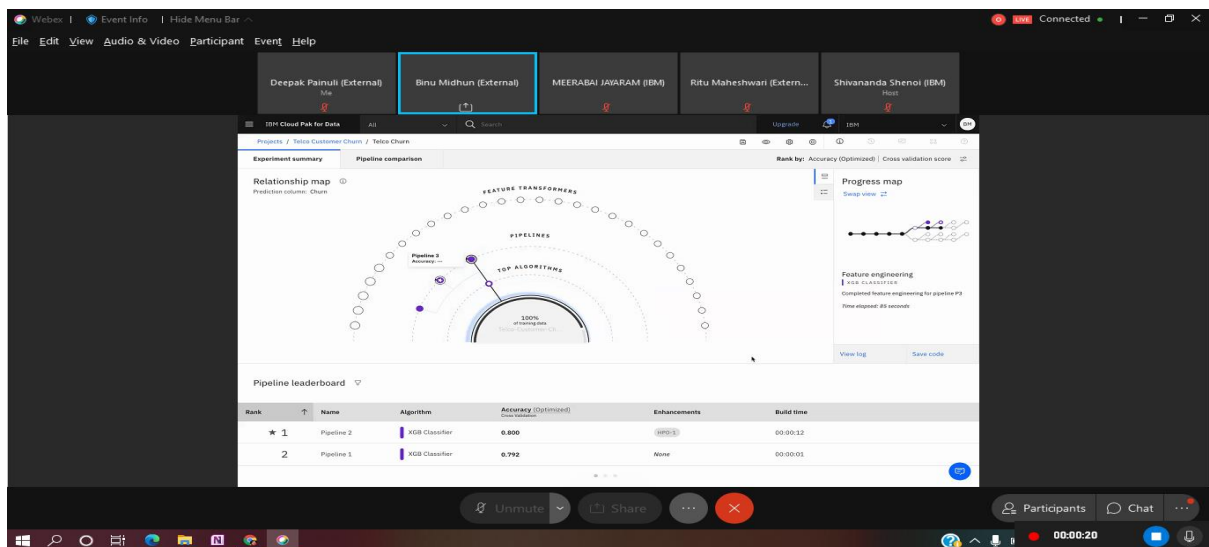 Webex | Event Info | Hide Menu Bar
LIVE Connected
File Edit View Audio & Video Participant Event Help
Deepak Painuli (External)
Me
Binu Midhun (External)
MEERABAI JAYARAM (IBM)
Ritu Maheshwari (Extern...
Shivananda Shenoi (IBM)
Host
IBM Cloud Pak for Data All Search Upgrade IBM
Projects / Telco Customer Churn / Telco Churn
Experiment summary Pipeline comparison Rank by: Accuracy (Optimized) | Cross validation score
Relationship map
Prediction column: Churn
FEATURE TRANSFORMERS
PIPELINES
Pipeline 3
Accuracy: --
TOP ALGORITHMS
100%
of training data
Progress map
Swap view
Feature engineering
XGB CLASSIFIER
Completed feature engineering for pipeline P3
Time elapsed: 85 seconds
View log Save code
Pipeline leaderboard
Rank Name Algorithm Accuracy (Optimized) Enhancements Build time
Cross Validation
1 Pipeline 2 XGB Classifier 0.800 HPO-1 00:00:12
2 Pipeline 1 XGB Classifier 0.792 None 00:00:01
Unmute Share Participants Chat
00:00:20